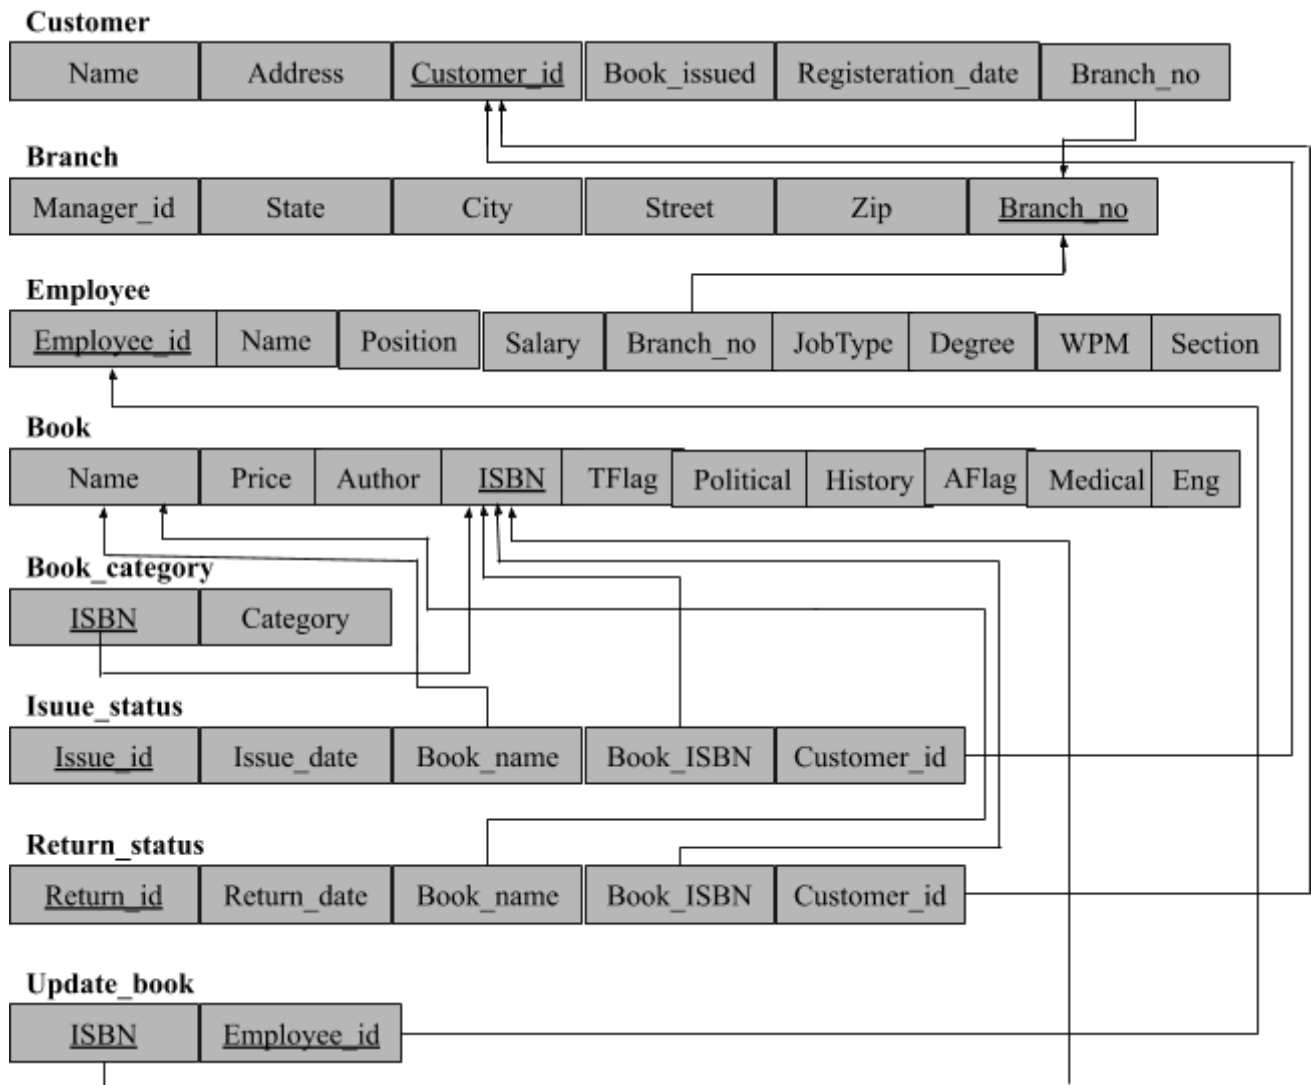 Customer
Name Address Customer_id Book_issued Registeration_date Branch_no
Branch
Manager_id State City Street Zip Branch_no
Employee
Employee_id Name Position Salary Branch_no JobType Degree WPM Section
Book
Name Price Author ISBN TFlag Political History AFlag Medical Eng
Book_category
ISBN Category
Isuue_status
Issue_id Issue_date Book_name Book_ISBN Customer_id
Return_status
Return_id Return_date Book_name Book_ISBN Customer_id
Update_book
ISBN Employee_id